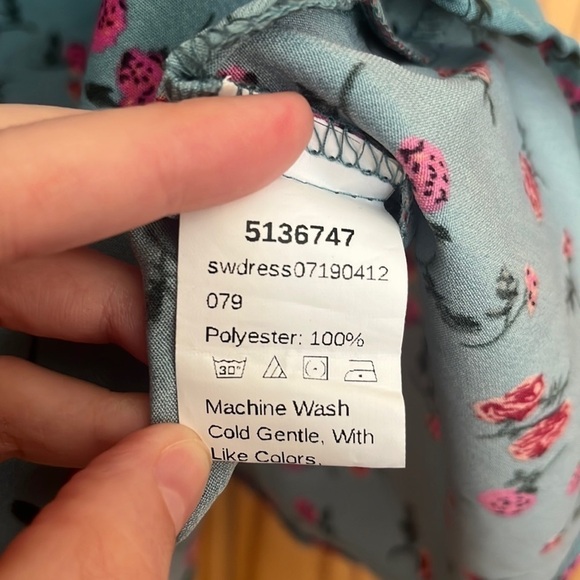 5136747
swdress07190412
079
Polyester: 100%
30°
Machine Wash
Cold Gentle, With
Like Colors.